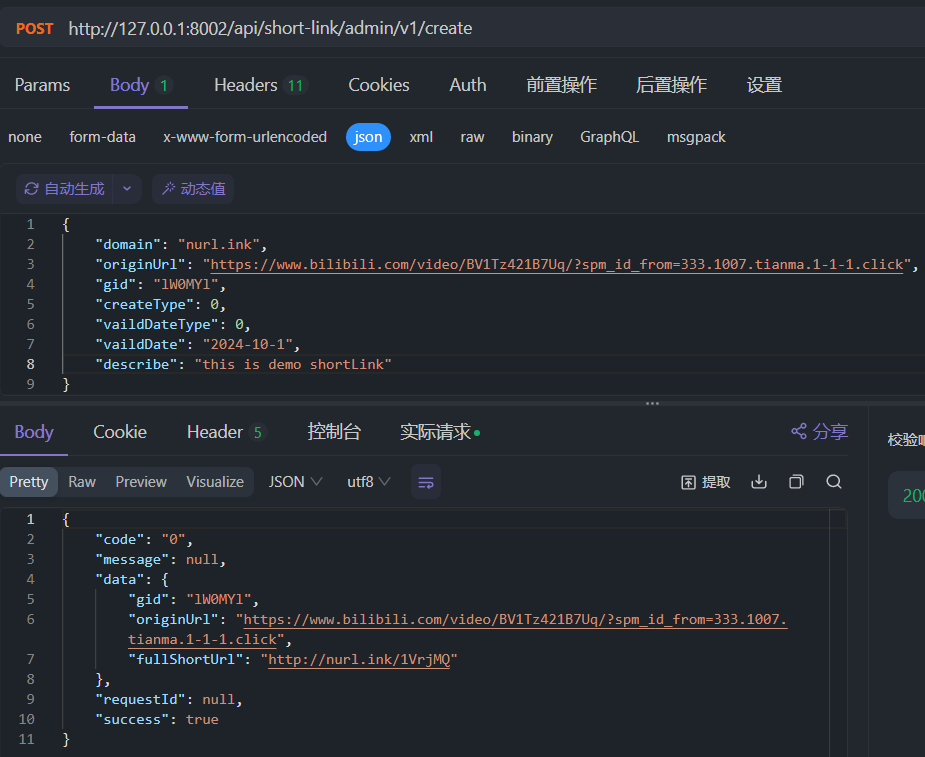 POST http://127.0.0.1:8002/api/short-link/admin/v1/create
Params Body 1 Headers 11 Cookies Auth 前置操作 后置操作 设置
none form-data x-www-form-urlencoded json xml raw binary GraphQL msgpack
自动生成 动态值
1 {
2 "domain": "nurl.ink",
3 "originUrl": "https://www.bilibili.com/video/BV1Tz421B7Uq/?spm_id_from=333.1007.tianma.1-1-1.click",
4 "gid": "lW0MYl",
5 "createType": 0,
6 "vaildDateType": 0,
7 "vaildDate": "2024-10-1",
8 "describe": "this is demo shortLink"
9 }
Body Cookie Header 5 控制台 实际请求 分享
校验
Pretty Raw Preview Visualize JSON utf8 提取
200
1 {
2 "code": "0",
3 "message": null,
4 "data": {
5 "gid": "lW0MYl",
6 "originUrl": "https://www.bilibili.com/video/BV1Tz421B7Uq/?spm_id_from=333.1007.
tianma.1-1-1.click",
7 "fullShortUrl": "http://nurl.ink/1VrjMQ"
8 },
9 "requestId": null,
10 "success": true
11 }